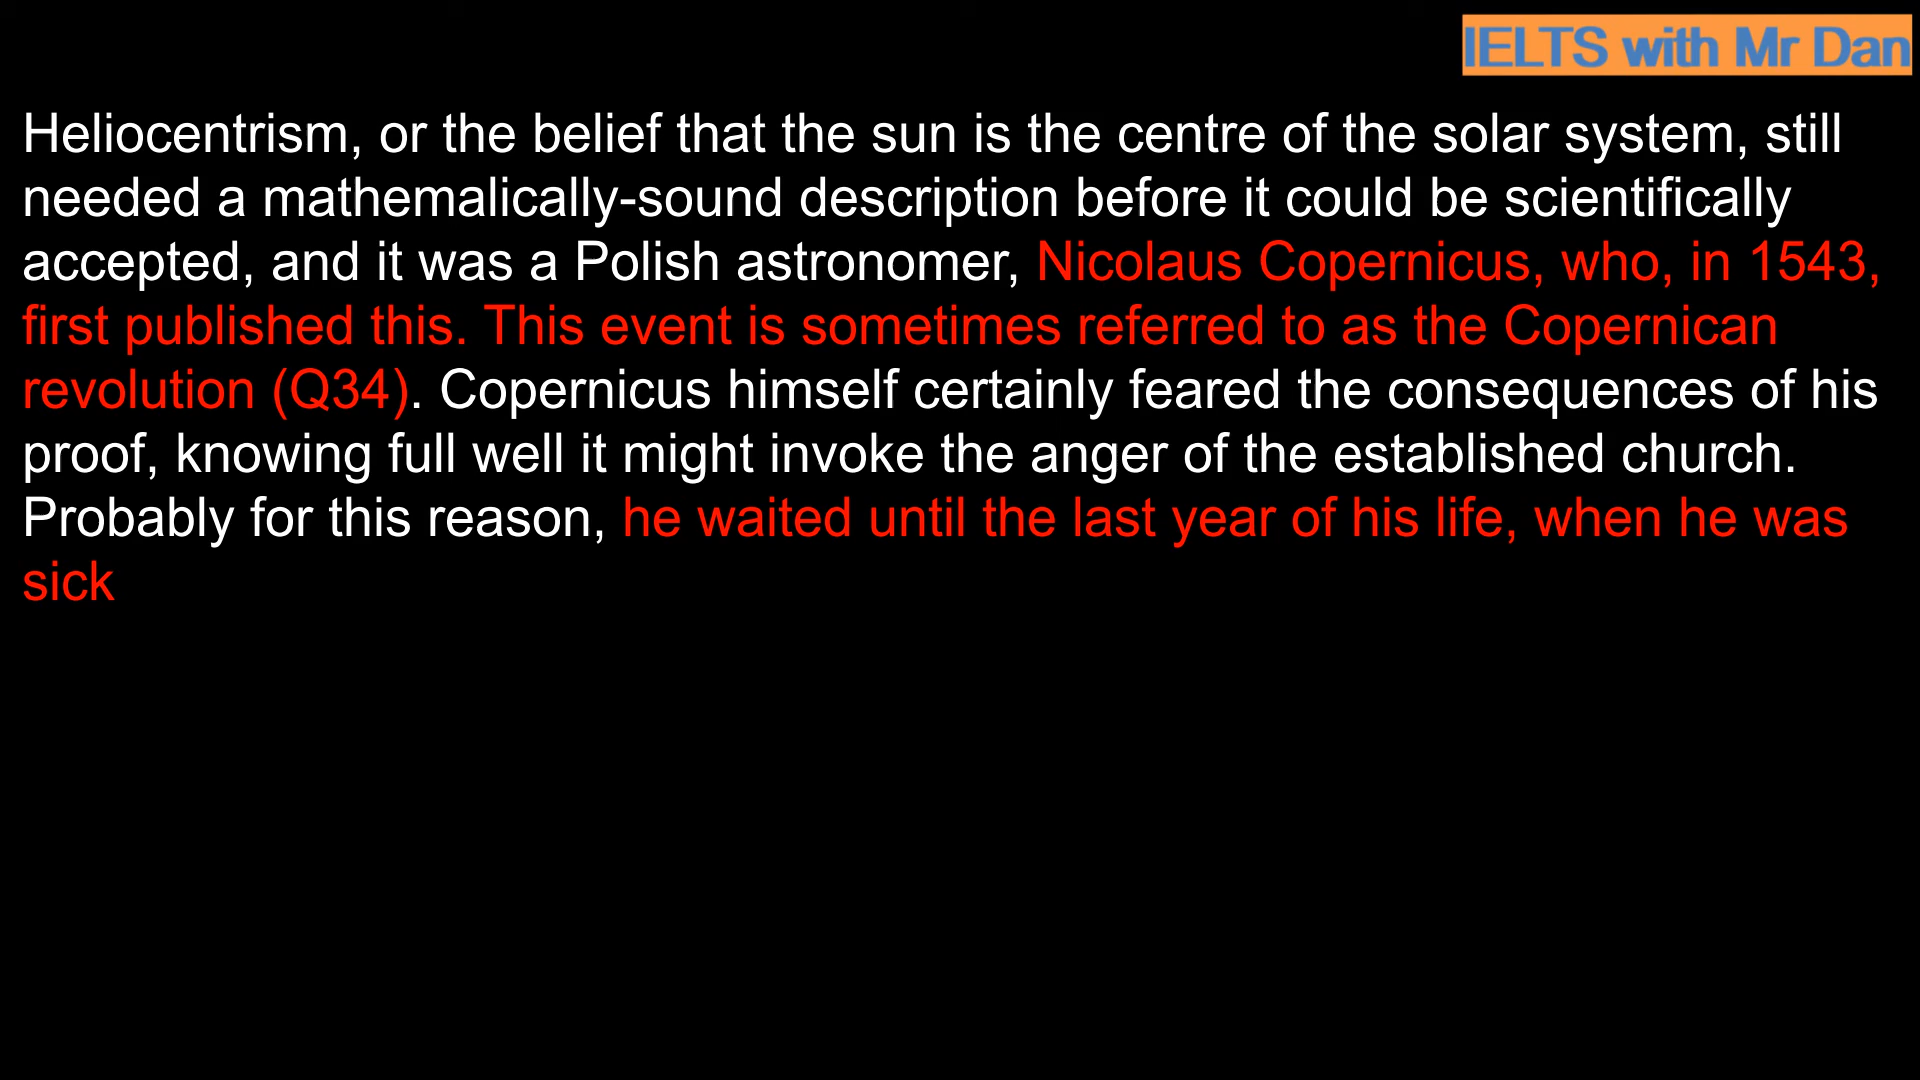 IELTS with Mr Dan
Heliocentrism, or the belief that the sun is the centre of the solar system, still
needed a mathemalically-sound description before it could be scientifically
accepted, and it was a Polish astronomer, Nicolaus Copernicus, who, in 1543,
first published this. This event is sometimes referred to as the Copernican
revolution (Q34). Copernicus himself certainly feared the consequences of his
proof, knowing full well it might invoke the anger of the established church.
Probably for this reason, he waited until the last year of his life, when he was
sick